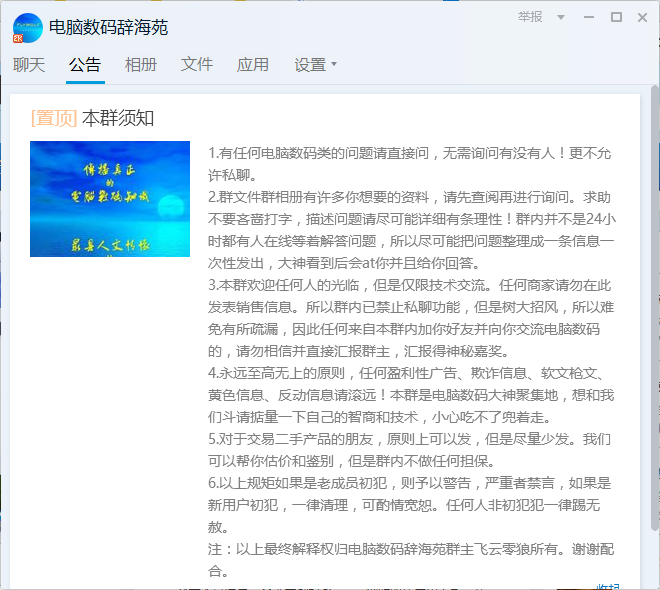 举报
电脑数码辞海苑
聊天 公告 相册 文件 应用 设置
[置顶] 本群须知
传播真正
的
电脑数码知识
最具人文情怀
1.有任何电脑数码类的问题请直接问，无需询问有没有人！更不允
许私聊。
2.群文件群相册有许多你想要的资料，请先查阅再进行询问。求助
不要吝啬打字，描述问题请尽可能详细有条理性！群内并不是24小
时都有人在线等着解答问题，所以尽可能把问题整理成一条信息一
次性发出，大神看到后会at你并且给你回答。
3.本群欢迎任何人的光临，但是仅限技术交流。任何商家请勿在此
发表销售信息。所以群内已禁止私聊功能，但是树大招风，所以难
免有所疏漏，因此任何来自本群内加你好友并向你交流电脑数码
的，请勿相信并直接汇报群主，汇报得神秘嘉奖。
4.永远至高无上的原则，任何盈利性广告、欺诈信息、软文枪文、
黄色信息、反动信息请滚远！本群是电脑数码大神聚集地，想和我
们斗请掂量一下自己的智商和技术，小心吃不了兜着走。
5.对于交易二手产品的朋友，原则上可以发，但是尽量少发。我们
可以帮你估价和鉴别，但是群内不做任何担保。
6.以上规矩如果是老成员初犯，则予以警告，严重者禁言，如果是
新用户初犯，一律清理，可酌情宽恕。任何人非初犯犯一律踢无
赦。
注：以上最终解释权归电脑数码辞海苑群主飞云零狼所有。谢谢配
合。
收起